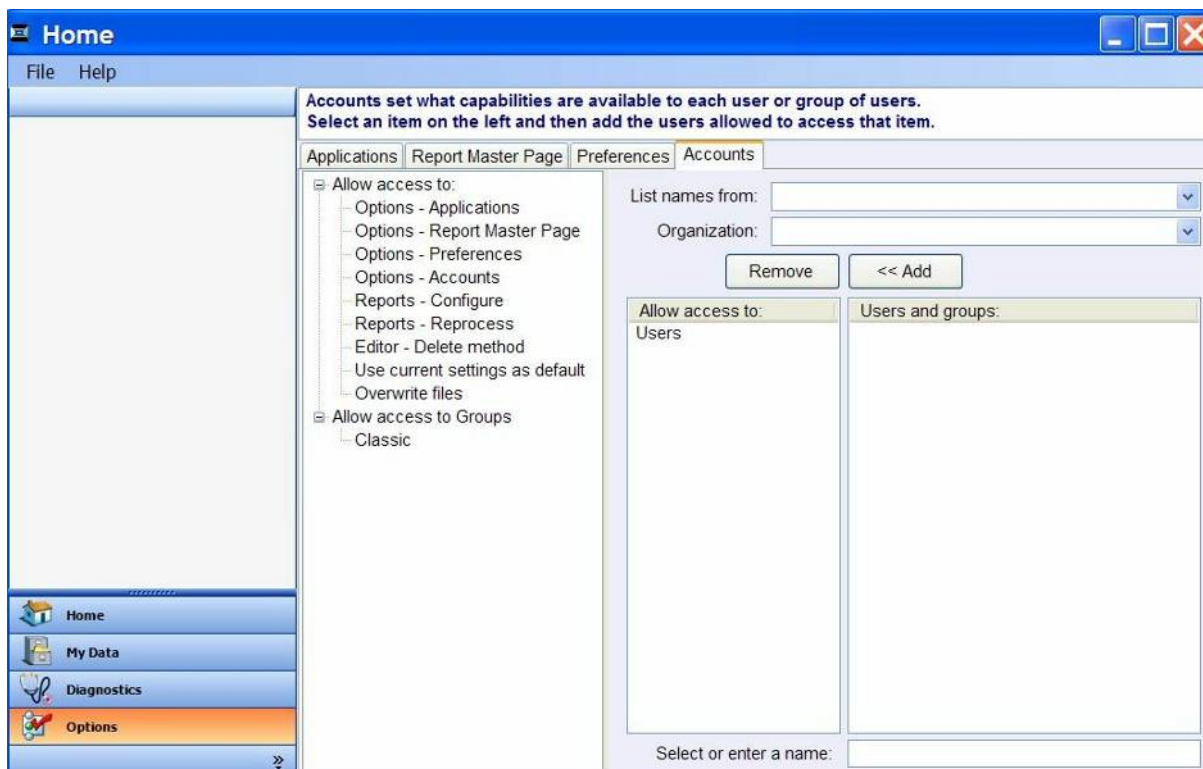 Home
File Help
Accounts set what capabilities are available to each user or group of users.
Select an item on the left and then add the users allowed to access that item.
Applications Report Master Page Preferences Accounts
Allow access to:
Options - Applications
Options - Report Master Page
Options - Preferences
Options - Accounts
Reports - Configure
Reports - Reprocess
Editor - Delete method
Use current settings as default
Overwrite files
Allow access to Groups
Classic
List names from:
Organization:
Remove << Add
Allow access to: Users and groups:
Users
Select or enter a name:
Home
My Data
Diagnostics
Options